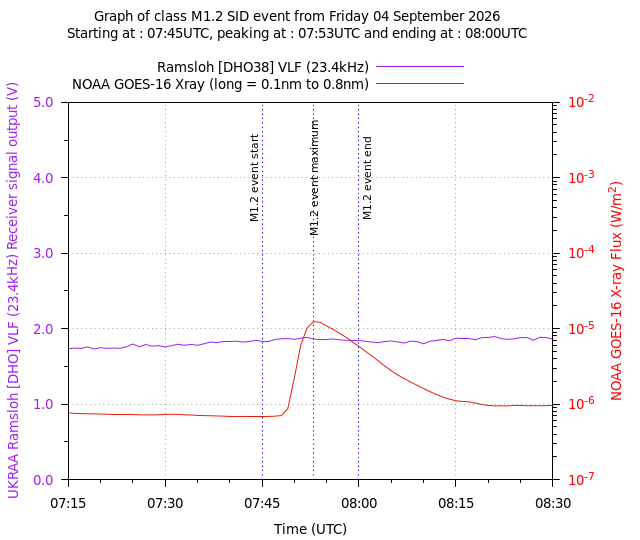 Graph of class M1.2 SID event from Friday 04 September 2026
Starting at : 07:45UTC, peaking at : 07:53UTC and ending at : 08:00UTC
Ramsloh [DHO38] VLF (23.4kHz)
NOAA GOES-16 Xray (long = 0.1nm to 0.8nm)
UKRAA Ramsloh [DHO] VLF (23.4kHz) Receiver signal output (V)
5.0
4.0
3.0
2.0
1.0
0.0
M1.2 event start
M1.2 event maximum
M1.2 event end
10-2
10-3
10-4
10-5
10-6
10-7
NOAA GOES-16 X-ray Flux (W/m2)
07:15 07:30 07:45 08:00 08:15 08:30
Time (UTC)